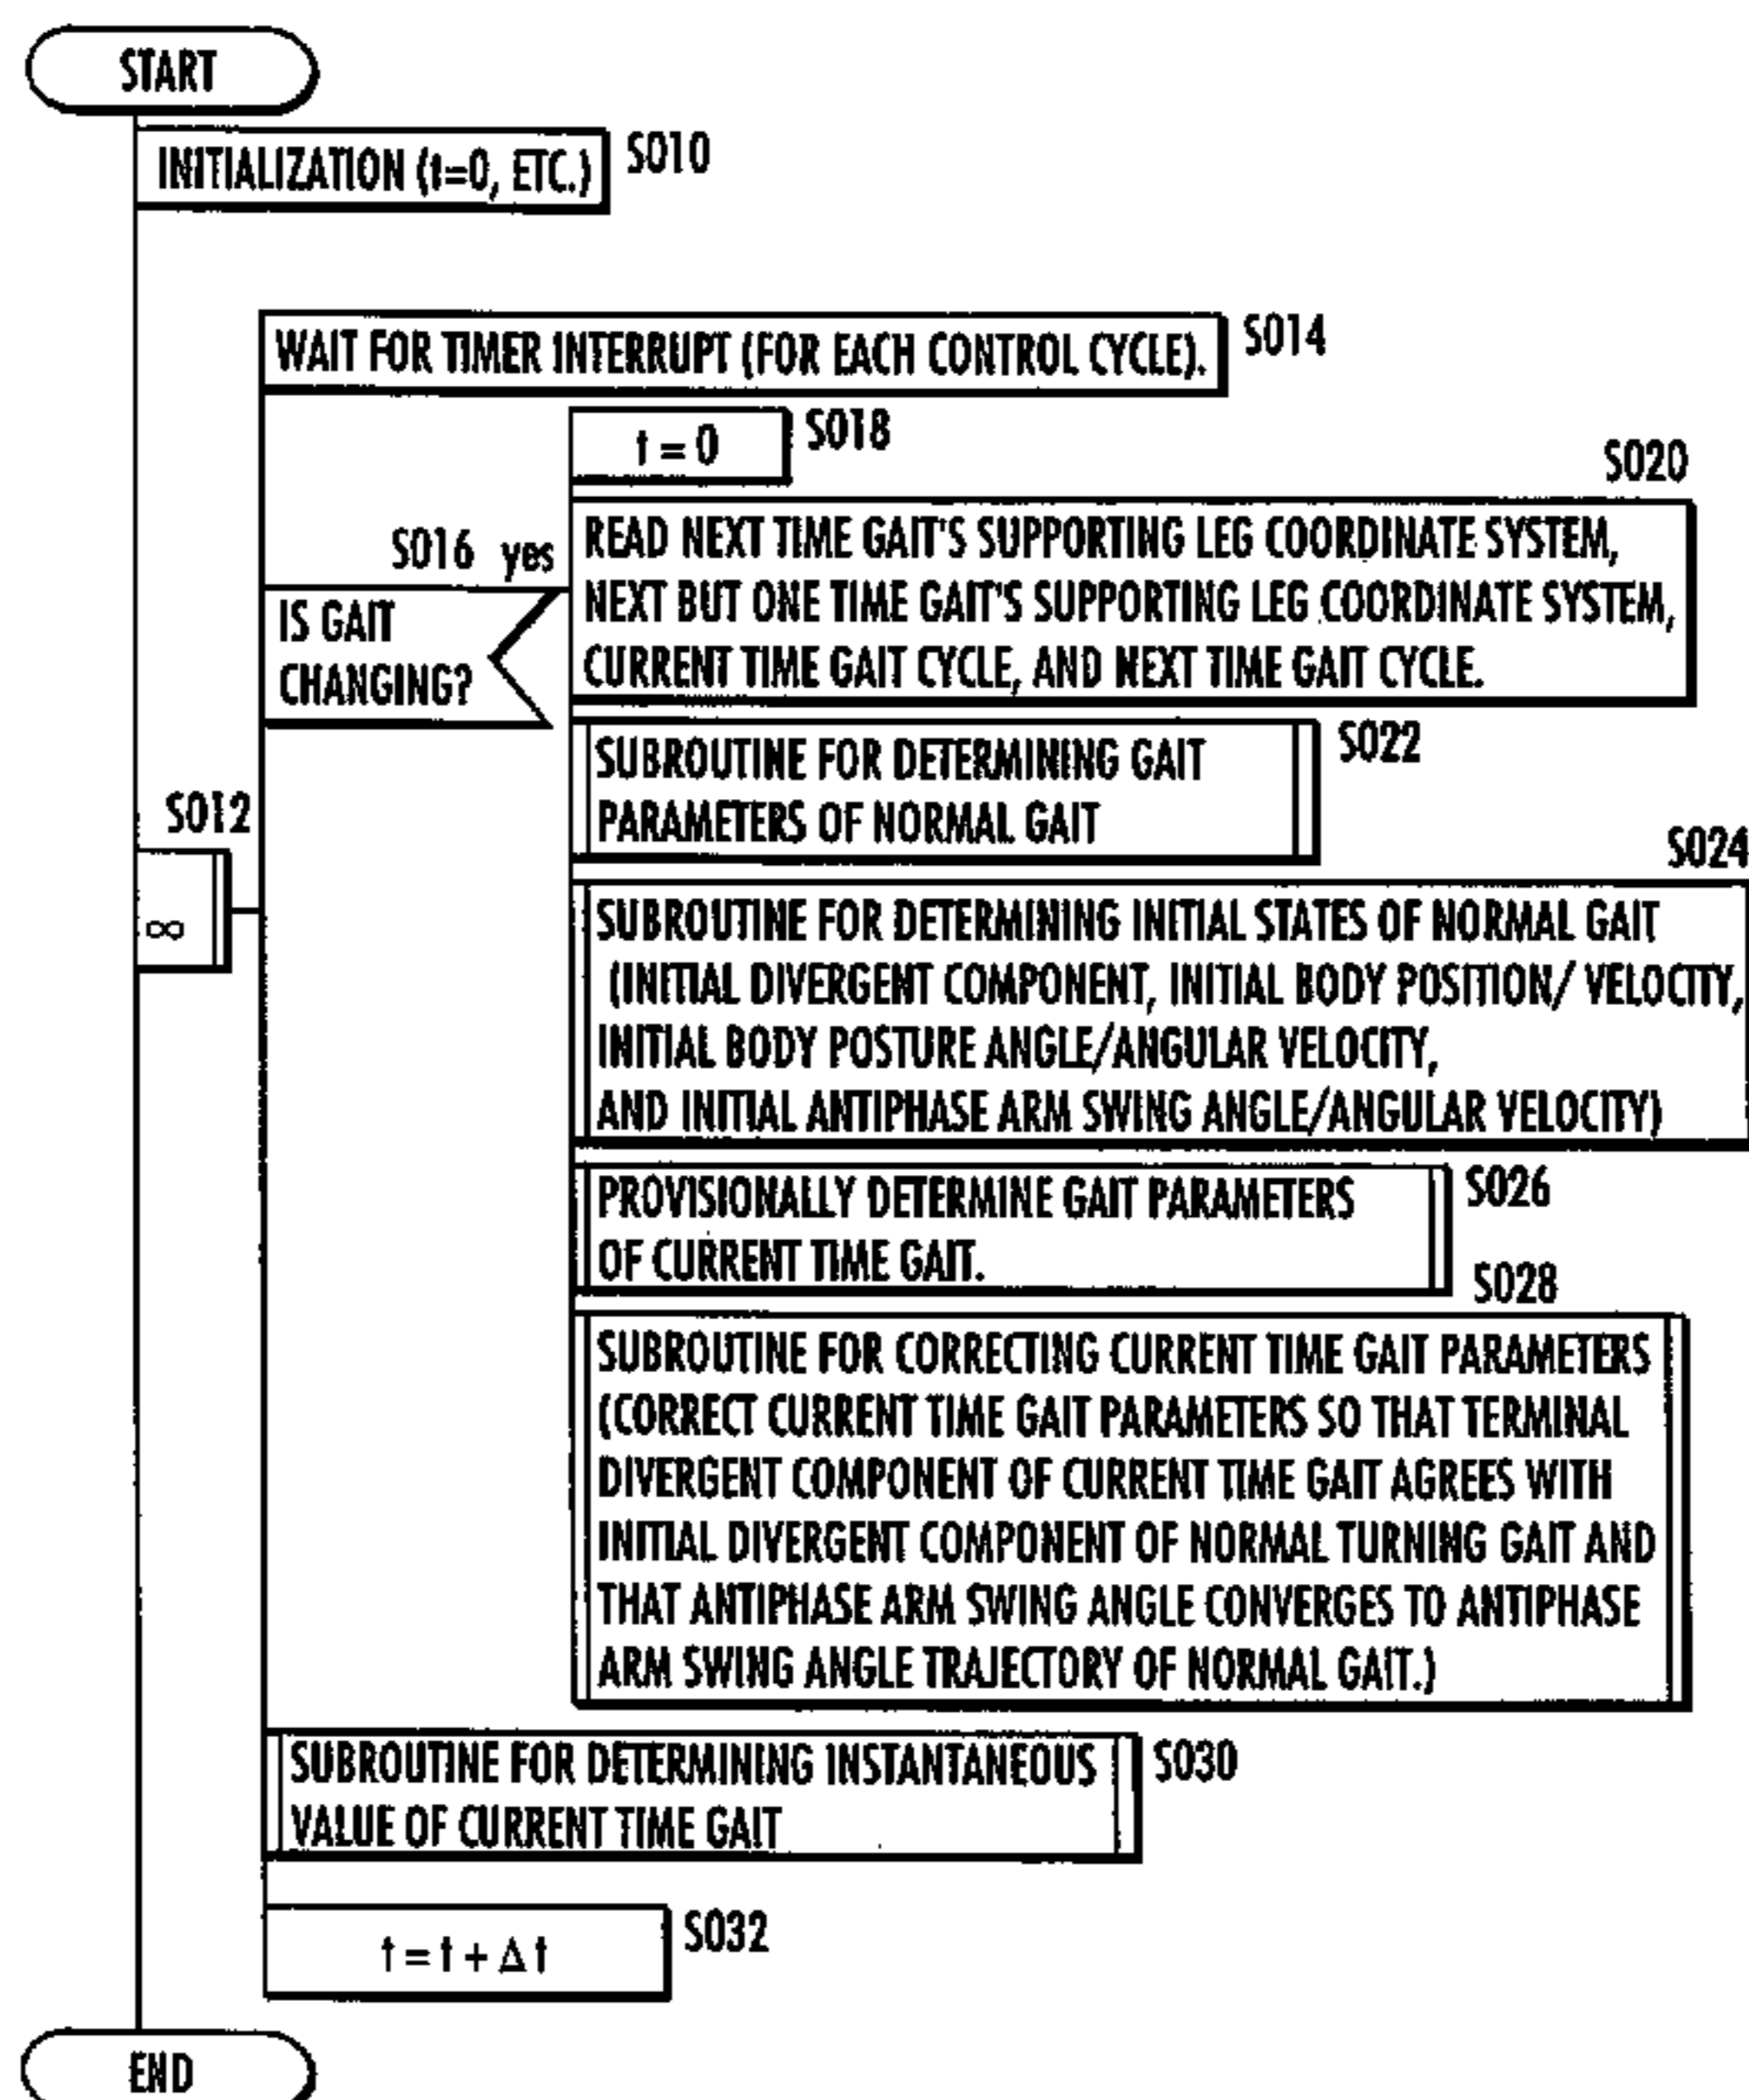 START
INITIALIZATION (t=0, ETC.) S010
WAIT FOR TIMER INTERRUPT (FOR EACH CONTROL CYCLE). S014
t = 0 S018
S020
READ NEXT TIME GAIT'S SUPPORTING LEG COORDINATE SYSTEM,
NEXT BUT ONE TIME GAIT'S SUPPORTING LEG COORDINATE SYSTEM,
CURRENT TIME GAIT CYCLE, AND NEXT TIME GAIT CYCLE.
S016 yes
IS GAIT
CHANGING?
S022
SUBROUTINE FOR DETERMINING GAIT
PARAMETERS OF NORMAL GAIT
S012
∞
S024
SUBROUTINE FOR DETERMINING INITIAL STATES OF NORMAL GAIT
(INITIAL DIVERGENT COMPONENT, INITIAL BODY POSITION/ VELOCITY,
INITIAL BODY POSTURE ANGLE/ANGULAR VELOCITY,
AND INITIAL ANTIPHASE ARM SWING ANGLE/ANGULAR VELOCITY)
S026
PROVISIONALLY DETERMINE GAIT PARAMETERS
OF CURRENT TIME GAIT.
S028
SUBROUTINE FOR CORRECTING CURRENT TIME GAIT PARAMETERS
(CORRECT CURRENT TIME GAIT PARAMETERS SO THAT TERMINAL
DIVERGENT COMPONENT OF CURRENT TIME GAIT AGREES WITH
INITIAL DIVERGENT COMPONENT OF NORMAL TURNING GAIT AND
THAT ANTIPHASE ARM SWING ANGLE CONVERGES TO ANTIPHASE
ARM SWING ANGLE TRAJECTORY OF NORMAL GAIT.)
SUBROUTINE FOR DETERMINING INSTANTANEOUS S030
VALUE OF CURRENT TIME GAIT
t = t + Δt S032
END